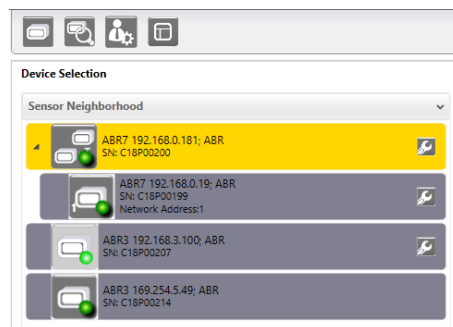 Device Selection
Sensor Neighborhood
ABR7 192.168.0.181; ABR
SN: C18P00200
ABR7 192.168.0.19; ABR
SN: C18P00199
Network Address:1
1
ABR3 192.168.3.100; ABR
SN: C18P00207
ABR3 169.254.5.49; ABR
SN: C18P00214